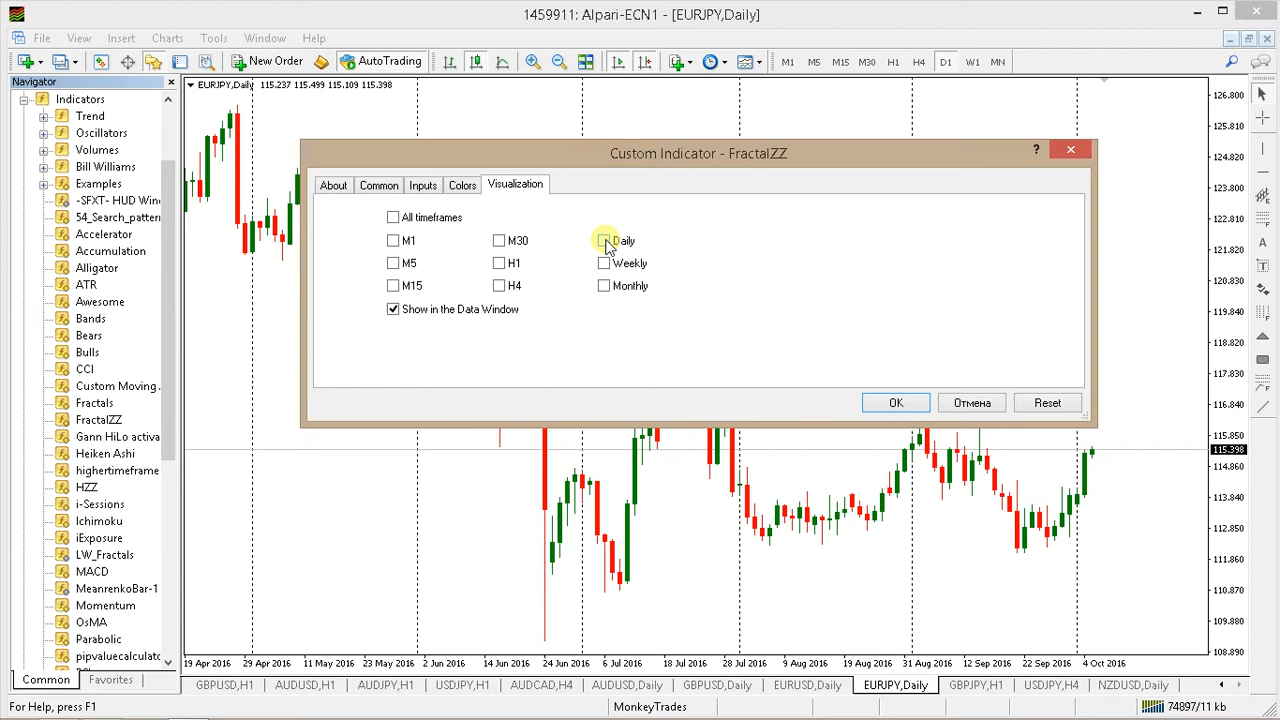 1459911: Alpari-ECN1 - [EURJPY,Daily]
File View Insert Charts Tools Window Help
New Order AutoTrading M1 M5 M15 M30 H1 H4 D1 W1 MN
Navigator
Indicators
Trend
Oscillators
Volumes
Bill Williams
Examples
-SFXT- HUD Win
54_Search_pattern
Accelerator
Accumulation
Alligator
ATR
Awesome
Bands
Bears
Bulls
CCI
Custom Moving
Fractals
FractalZZ
Gann HiLo activa
Heiken Ashi
highertimeframe
HZZ
i-Sessions
Ichimoku
iExposure
LW_Fractals
MACD
MeanrenkoBar-1
Momentum
OsMA
Parabolic
pipvaluecalculato
Common Favorites
EURJPY,Daily 115.237 115.499 115.109 115.398
Custom Indicator - FractalZZ
?
About Common Inputs Colors Visualization
All timeframes
M1 M30 Daily
M5 H1 Weekly
M15 H4 Monthly
Show in the Data Window
OK Отмена Reset
126.800
125.810
124.820
123.800
122.810
121.820
120.830
119.840
118.820
117.830
116.840
115.850
115.398
114.860
113.840
112.850
111.860
110.870
109.880
108.890
19 Apr 2016 29 Apr 2016 11 May 2016 23 May 2016 2 Jun 2016 14 Jun 2016 24 Jun 2016 6 Jul 2016 18 Jul 2016 28 Jul 2016 9 Aug 2016 19 Aug 2016 31 Aug 2016 12 Sep 2016 22 Sep 2016 4 Oct 2016
GBPUSD,H1 AUDUSD,H1 AUDJPY,H1 USDJPY,H1 AUDCAD,H4 AUDUSD,Daily GBPUSD,Daily EURUSD,Daily EURJPY,Daily GBPJPY,H1 USDJPY,H4 NZDUSD,Daily
For Help, press F1 MonkeyTrades 74897/11 kb